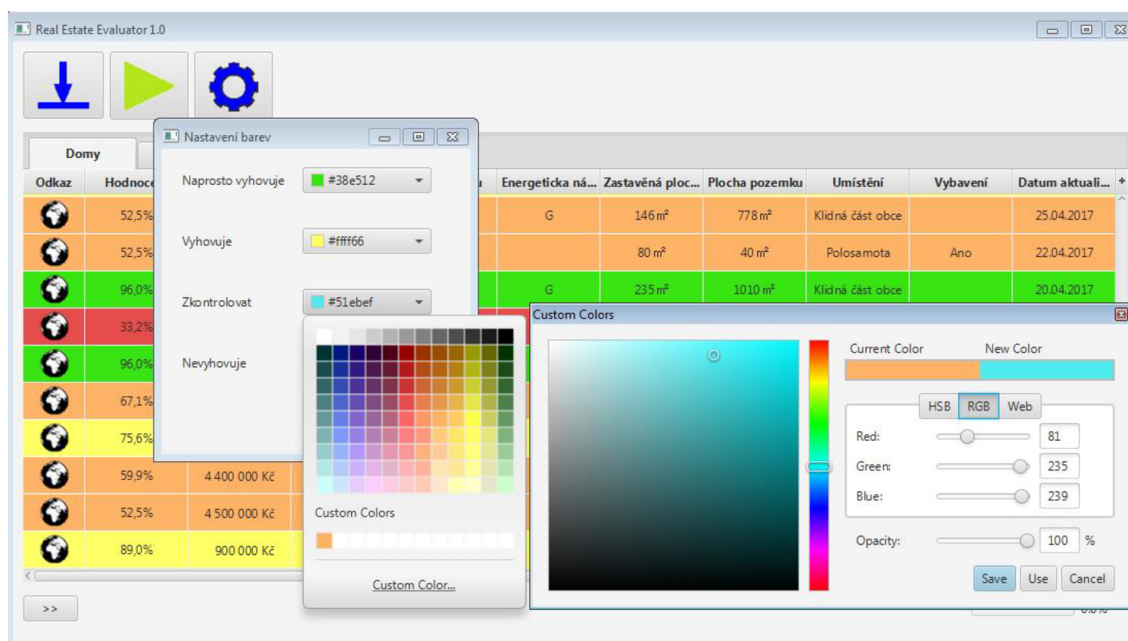 Real Estate Evaluator 1.0
Nastavení barev
Domy
Odkaz Hodnoce Energeticka ná... Zastavěná ploc... Plocha pozemku Umístění Vybavení Datum aktuali... +
Naprosto vyhovuje #38e512
52,5% G 146 m² 778 m² Klidná část obce 25.04.2017
Vyhovuje #ffff66
52,5% 80 m² 40 m² Polosamota Ano 22.04.2017
96,0% G 235 m² 1010 m² Klidná část obce 20.04.2017
Zkontrolovat #51ebef
33,2%
Nevyhovuje
96,0%
67,1%
75,6%
59,9% 4 400 000 Kč
52,5% 4 500 000 Kč
89,0% 900 000 Kč
>>
Custom Colors
Custom Color...
Custom Colors
Current Color New Color
HSB RGB Web
Red: 81
Green: 235
Blue: 239
Opacity: 100 %
Save Use Cancel